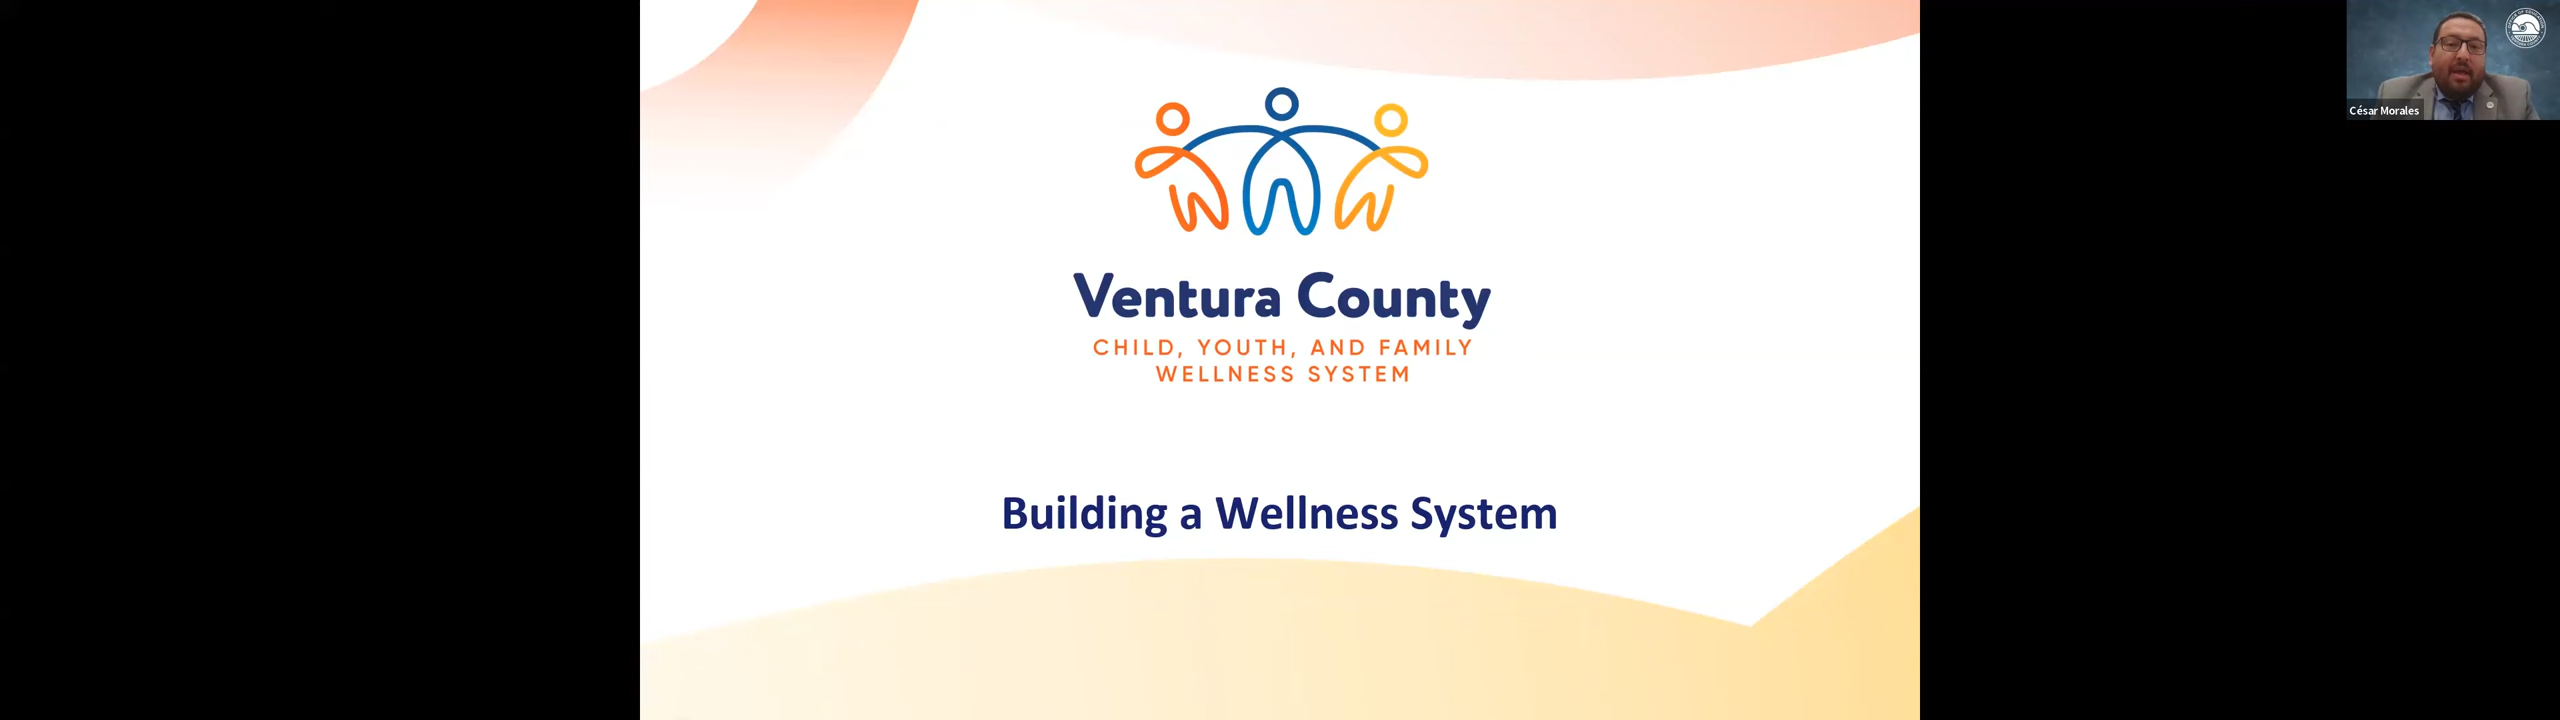 Ventura County
CHILD, YOUTH, AND FAMILY
WELLNESS SYSTEM
Building a Wellness System
César Morales